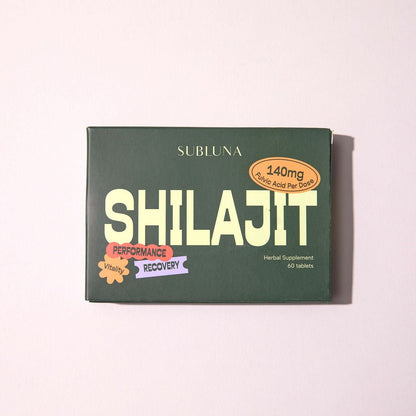 SUBLUNA
140mg
Fulvic Acid Per Dose
SHILAJIT
PERFORMANCE
Vitality
RECOVERY
Herbal Supplement
60 tablets